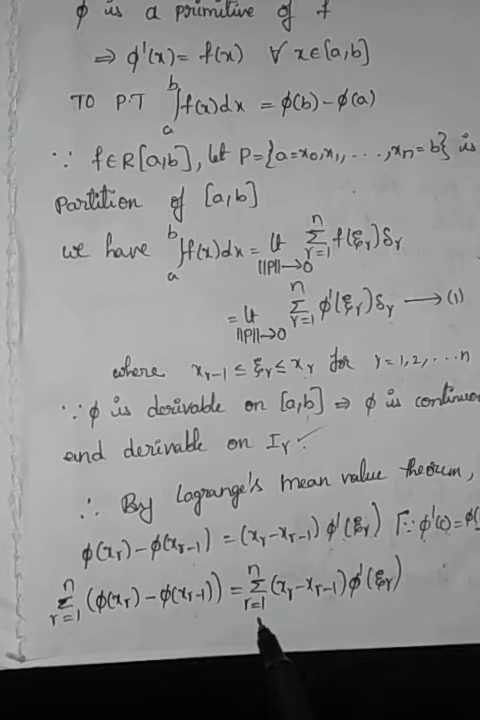 ϕ is a primitive of f
⇒ ϕ'(x) = f(x) ∀ x∈[a,b]
TO P.T ∫_a^b f(x)dx = ϕ(b)-ϕ(a)
∵ f∈R[a,b], let P={a=x₀,x₁,...,xₙ=b} is
partition of [a,b]
we have ∫_a^b f(x)dx = Lt_{||P||→0} Σ_{r=1}^n f(ξᵣ)δᵣ
= Lt_{||P||→0} Σ_{r=1}^n ϕ'(ξᵣ)δᵣ → (1)
where xᵣ₋₁ ≤ ξᵣ ≤ xᵣ for r=1,2,...n
∵ ϕ is derivable on [a,b] ⇒ ϕ is continuo
and derivable on Iᵣ ✓
∴ By Lagrange's mean value theorem,
ϕ(xᵣ)-ϕ(xᵣ₋₁) = (xᵣ-xᵣ₋₁) ϕ'(ξᵣ) [∵ ϕ'(c)=ϕ(
Σ_{r=1}^n (ϕ(xᵣ)-ϕ(xᵣ₋₁)) = Σ_{r=1}^n (xᵣ-xᵣ₋₁)ϕ'(ξᵣ)